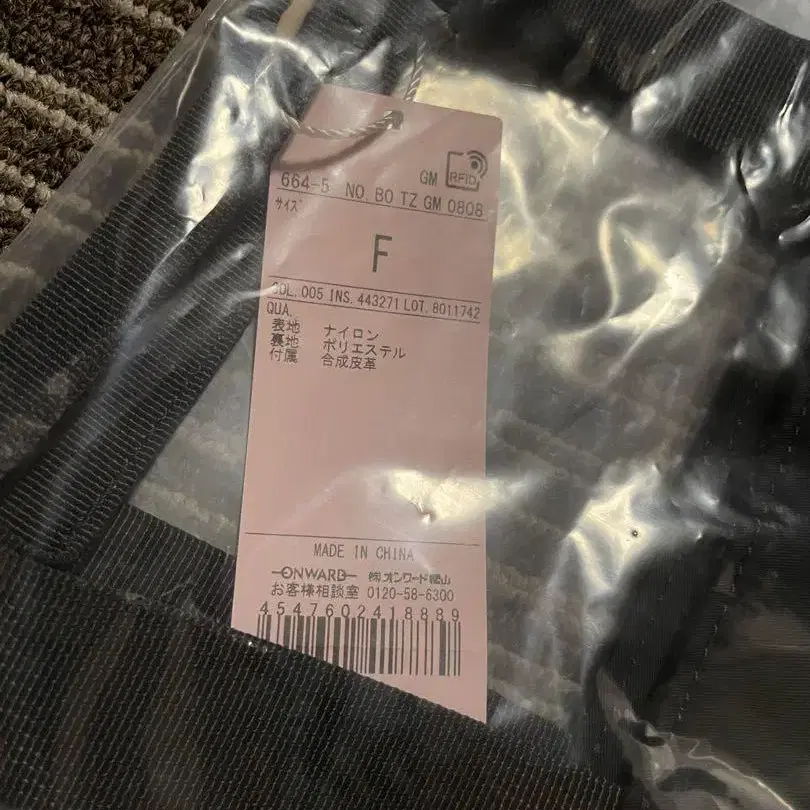 GM RFID
664-5 NO. BO TZ GM 0808
サイズ
F
COL. 005 INS. 443271 LOT. 8011742
QUA.
表地 ナイロン
裏地 ポリエステル
付属 合成皮革
MADE IN CHINA
ONWARD ㈱オンワード樫山
お客様相談室 0120-58-6300
4547602418889